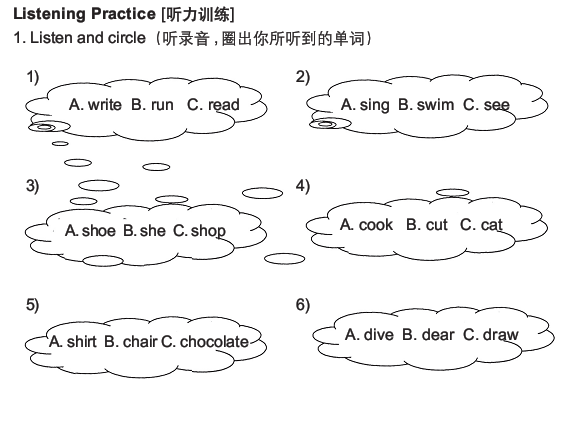 Listening Practice [听力训练]
1. Listen and circle（听录音，圈出你所听到的单词）
1) 2)
A. write B. run C. read A. sing B. swim C. see
3) 4)
A. shoe B. she C. shop A. cook B. cut C. cat
5) 6)
A. shirt B. chair C. chocolate A. dive B. dear C. draw